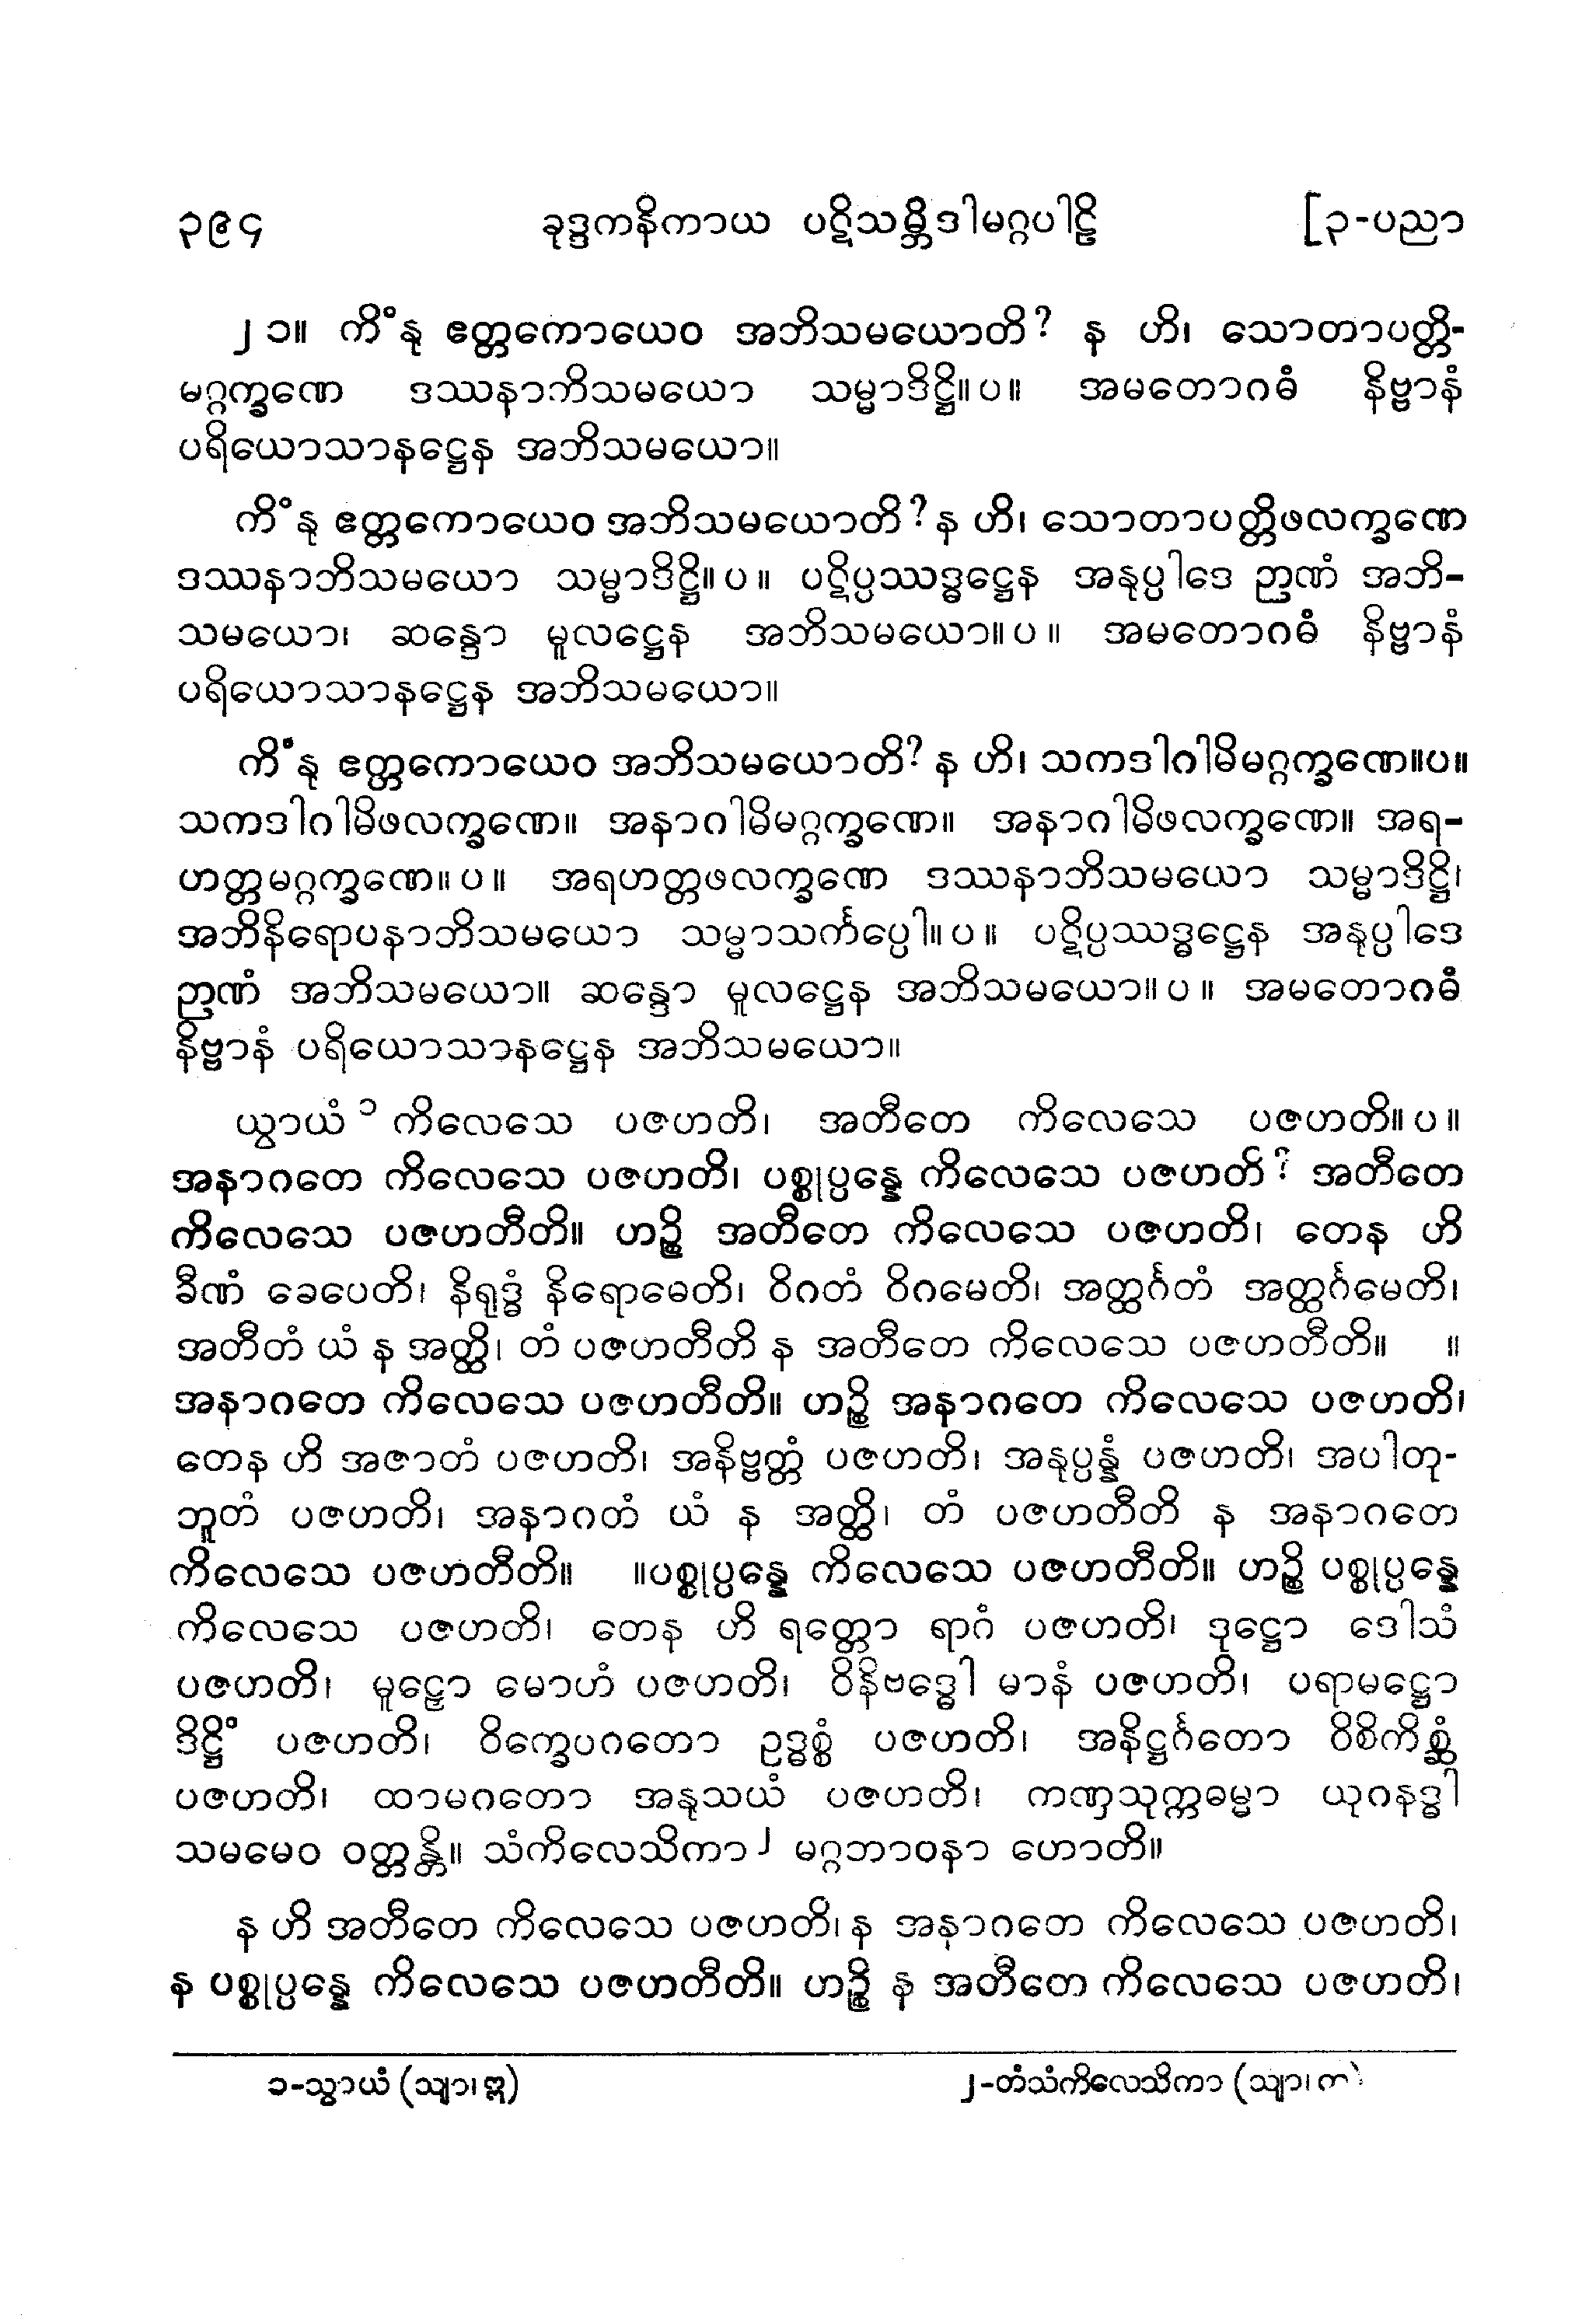 ၃၉၄ ခုဒ္ဒကနိကာယ ပဋိသမ္ဘိဒါမဂ္ဂပါဠိ [၃-ပညာ
၂၁။ ကိံ နု ဧတ္တကောယေဝ အဘိသမယောတိ? န ဟိ၊ သောတာပတ္တိ-
မဂ္ဂက္ခဏေ ဒဿနာဘိသမယော သမ္မာဒိဋ္ဌိ။ပ။ အမတောဂဓံ နိဗ္ဗာနံ
ပရိယောသာနဋ္ဌေန အဘိသမယော။
ကိံ နု ဧတ္တကောယေဝ အဘိသမယောတိ? န ဟိ၊ သောတာပတ္တိဖလက္ခဏေ
ဒဿနာဘိသမယော သမ္မာဒိဋ္ဌိ။ပ။ ပဋိပ္ပဿဒ္ဓဋ္ဌေန အနုပ္ပါဒေ ဉာဏံ အဘိ-
သမယော၊ ဆန္ဒော မူလဋ္ဌေန အဘိသမယော။ပ။ အမတောဂဓံ နိဗ္ဗာနံ
ပရိယောသာနဋ္ဌေန အဘိသမယော။
ကိံ နု ဧတ္တကောယေဝ အဘိသမယောတိ? န ဟိ၊ သကဒါဂါမိမဂ္ဂက္ခဏေ။ပ။
သကဒါဂါမိဖလက္ခဏေ။ အနာဂါမိမဂ္ဂက္ခဏေ။ အနာဂါမိဖလက္ခဏေ။ အရ-
ဟတ္တမဂ္ဂက္ခဏေ။ပ။ အရဟတ္တဖလက္ခဏေ ဒဿနာဘိသမယော သမ္မာဒိဋ္ဌိ၊
အဘိနိရောပနာဘိသမယော သမ္မာသင်္ကပ္ပေါ။ပ။ ပဋိပ္ပဿဒ္ဓဋ္ဌေန အနုပ္ပါဒေ
ဉာဏံ အဘိသမယော။ ဆန္ဒော မူလဋ္ဌေန အဘိသမယော။ပ။ အမတောဂဓံ
နိဗ္ဗာနံ ပရိယောသာနဋ္ဌေန အဘိသမယော။
ယွာယံ ၁ ကိလေသေ ပဇဟတိ၊ အတီတေ ကိလေသေ ပဇဟတိ။ပ။
အနာဂတေ ကိလေသေ ပဇဟတိ၊ ပစ္စုပ္ပန္နေ ကိလေသေ ပဇဟတိ? အတီတေ
ကိလေသေ ပဇဟတီတိ။ ဟဉ္စိ အတီတေ ကိလေသေ ပဇဟတိ၊ တေန ဟိ
ခီဏံ ခေပေတိ၊ နိရုဒ္ဓံ နိရောဓေတိ၊ ဝိဂတံ ဝိဂမေတိ၊ အတ္ထင်္ဂတံ အတ္ထင်္ဂမေတိ၊
အတီတံ ယံ န အတ္ထိ၊ တံ ပဇဟတီတိ န အတီတေ ကိလေသေ ပဇဟတီတိ။ ။
အနာဂတေ ကိလေသေ ပဇဟတီတိ။ ဟဉ္စိ အနာဂတေ ကိလေသေ ပဇဟတိ၊
တေန ဟိ အဇာတံ ပဇဟတိ၊ အနိဗ္ဗတ္တံ ပဇဟတိ၊ အနုပ္ပန္နံ ပဇဟတိ၊ အပါတု-
ဘူတံ ပဇဟတိ၊ အနာဂတံ ယံ န အတ္ထိ၊ တံ ပဇဟတီတိ န အနာဂတေ
ကိလေသေ ပဇဟတီတိ။ ။ပစ္စုပ္ပန္နေ ကိလေသေ ပဇဟတီတိ။ ဟဉ္စိ ပစ္စုပ္ပန္နေ
ကိလေသေ ပဇဟတိ၊ တေန ဟိ ရတ္တော ရာဂံ ပဇဟတိ၊ ဒုဋ္ဌော ဒေါသံ
ပဇဟတိ၊ မူဠှော မောဟံ ပဇဟတိ၊ ဝိနိဗဒ္ဓေါ မာနံ ပဇဟတိ၊ ပရာမဋ္ဌော
ဒိဋ္ဌိံ ပဇဟတိ၊ ဝိက္ခေပဂတော ဥဒ္ဓစ္စံ ပဇဟတိ၊ အနိဋ္ဌင်္ဂတော ဝိစိကိစ္ဆံ
ပဇဟတိ၊ ထာမဂတော အနုသယံ ပဇဟတိ၊ ကဏှသုက္ကဓမ္မာ ယုဂနဒ္ဓါ
သမမေဝ ဝတ္တန္တိ။ သံကိလေသိကာ ၂ မဂ္ဂဘာဝနာ ဟောတိ။
န ဟိ အတီတေ ကိလေသေ ပဇဟတိ၊ န အနာဂတေ ကိလေသေ ပဇဟတိ၊
န ပစ္စုပ္ပန္နေ ကိလေသေ ပဇဟတီတိ။ ဟဉ္စိ န အတီတေ ကိလေသေ ပဇဟတိ၊
၁-သွာယံ (သျာ၊ဣ) ၂-တံသံကိလေသိကာ (သျာ၊က)